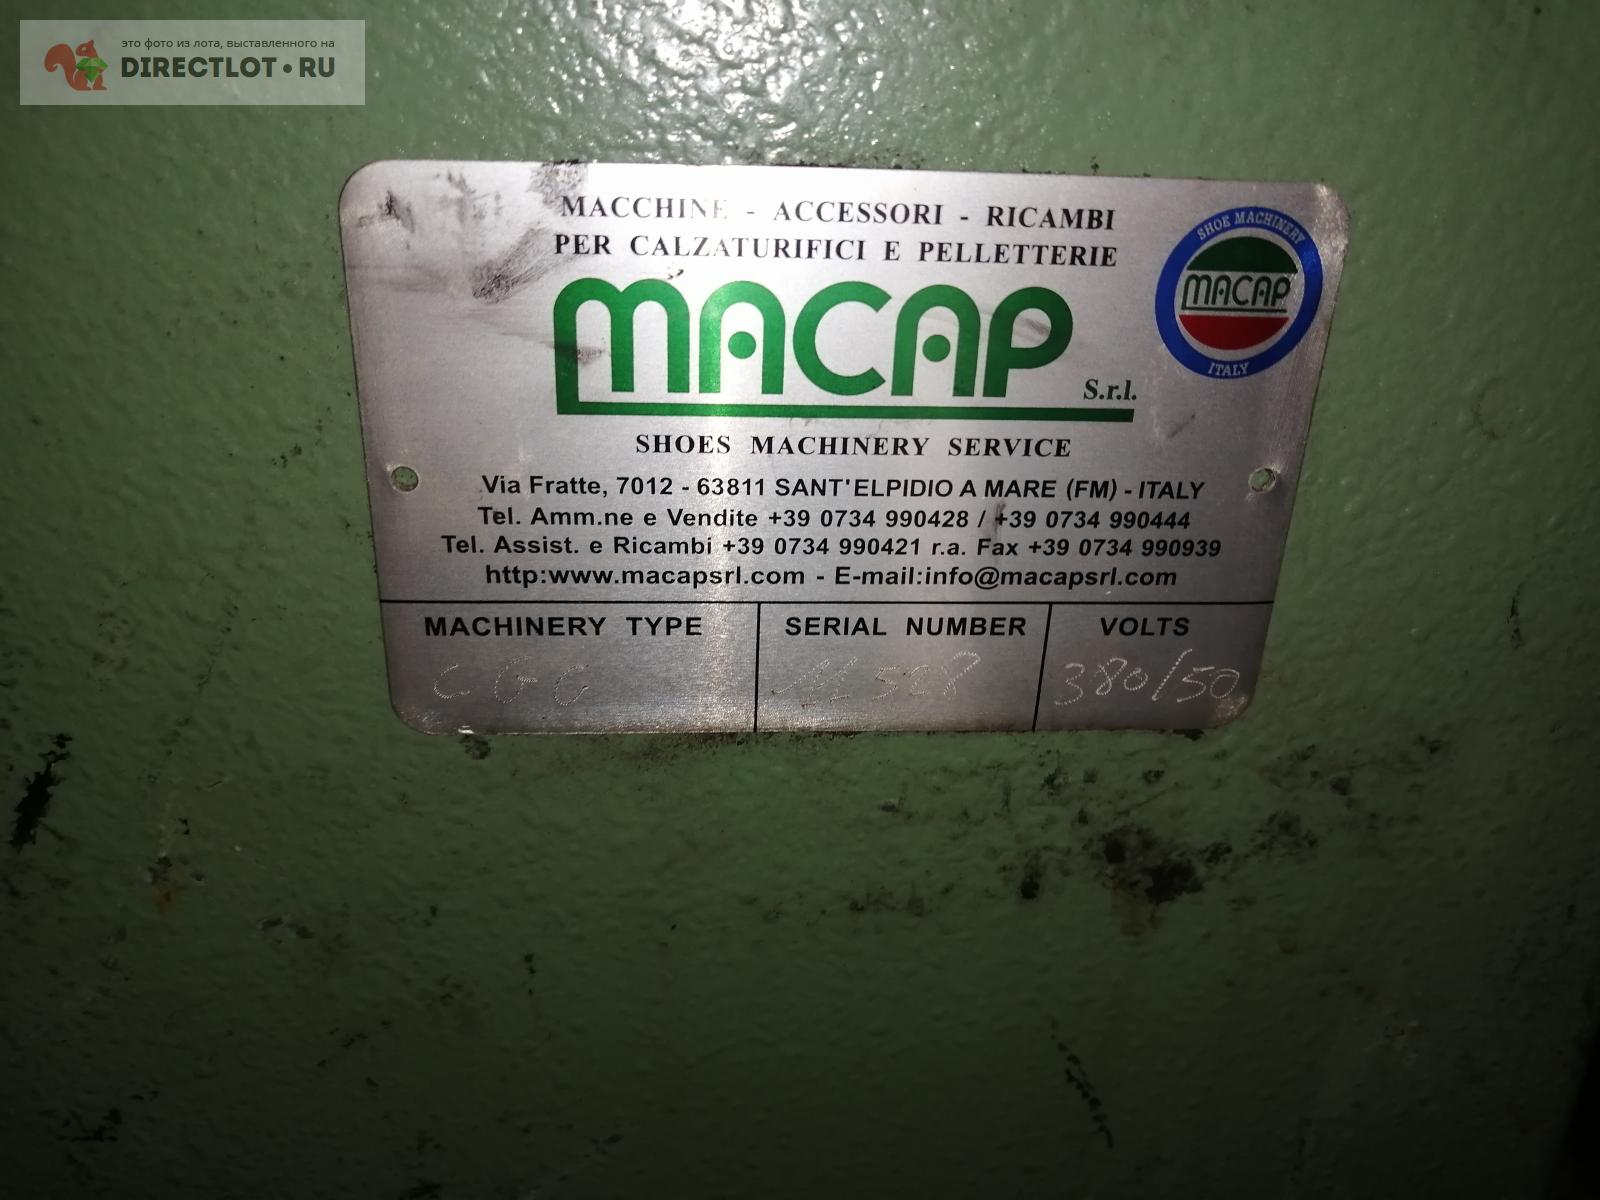 это фото из лота, выставленного на
DIRECTLOT•RU
MACCHINE - ACCESSORI - RICAMBI
PER CALZATURIFICI E PELLETTERIE
MACAP S.r.l.
SHOE MACHINERY
MACAP
ITALY
SHOES MACHINERY SERVICE
Via Fratte, 7012 - 63811 SANT'ELPIDIO A MARE (FM) - ITALY
Tel. Amm.ne e Vendite +39 0734 990428 / +39 0734 990444
Tel. Assist. e Ricambi +39 0734 990421 r.a. Fax +39 0734 990939
http:www.macapsrl.com - E-mail:info@macapsrl.com
MACHINERY TYPE SERIAL NUMBER VOLTS
528 380/50